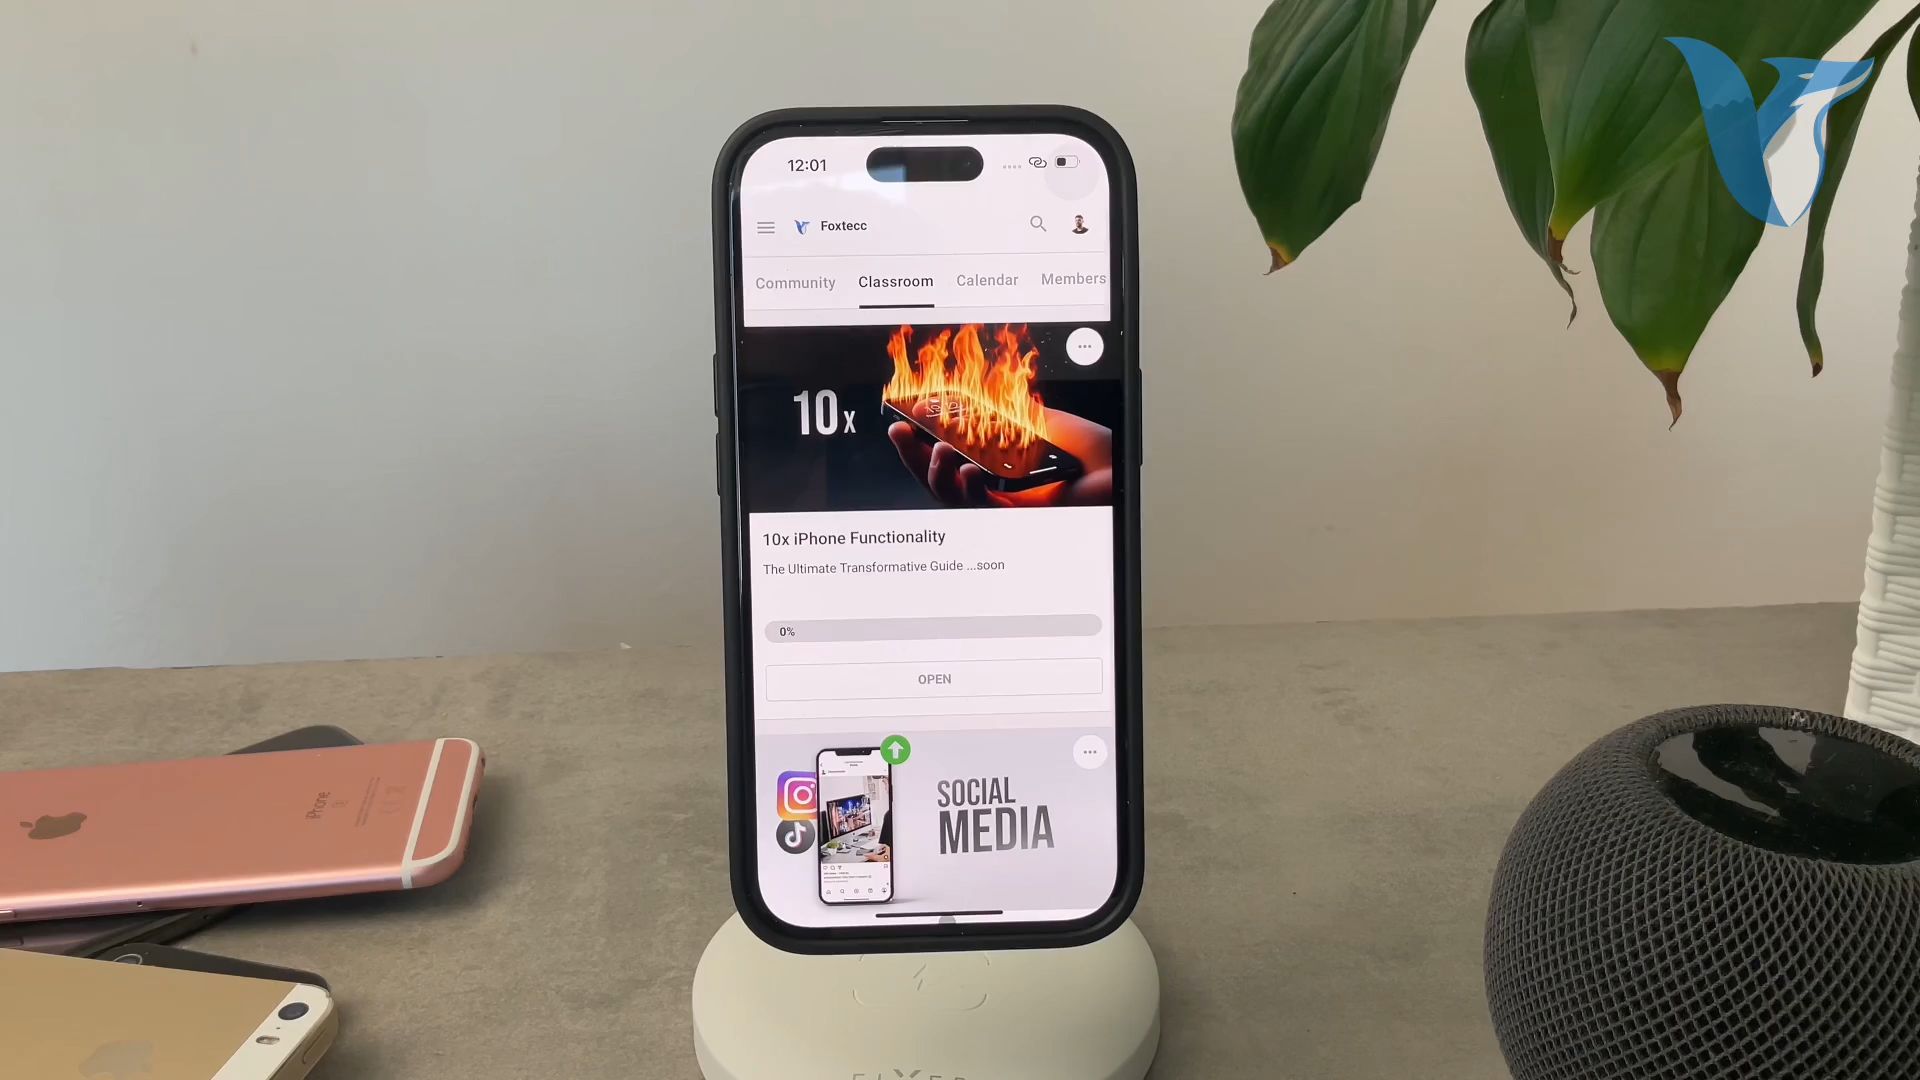 12:01
Foxtecc
Community Classroom Calendar Members
10x
10x iPhone Functionality
The Ultimate Transformative Guide ...soon
0%
OPEN
SOCIAL
MEDIA
iPhone